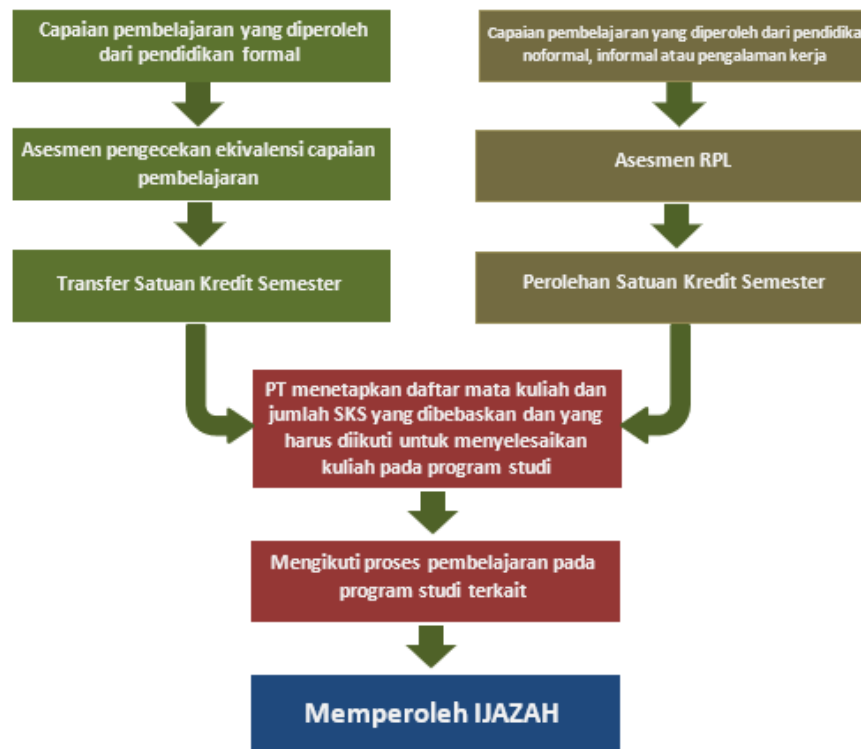 Capaian pembelajaran yang diperoleh
dari pendidikan formal
Asesmen pengecekan ekivalensi capaian
pembelajaran
Transfer Satuan Kredit Semester
Capaian pembelajaran yang diperoleh dari pendidika
noformal, informal atau pengalaman kerja
Asesmen RPL
Perolehan Satuan Kredit Semester
PT menetapkan daftar mata kuliah dan
jumlah SKS yang dibebaskan dan yang
harus diikuti untuk menyelesaikan
kuliah pada program studi
Mengikuti proses pembelajaran pada
program studi terkait
Memperoleh IJAZAH